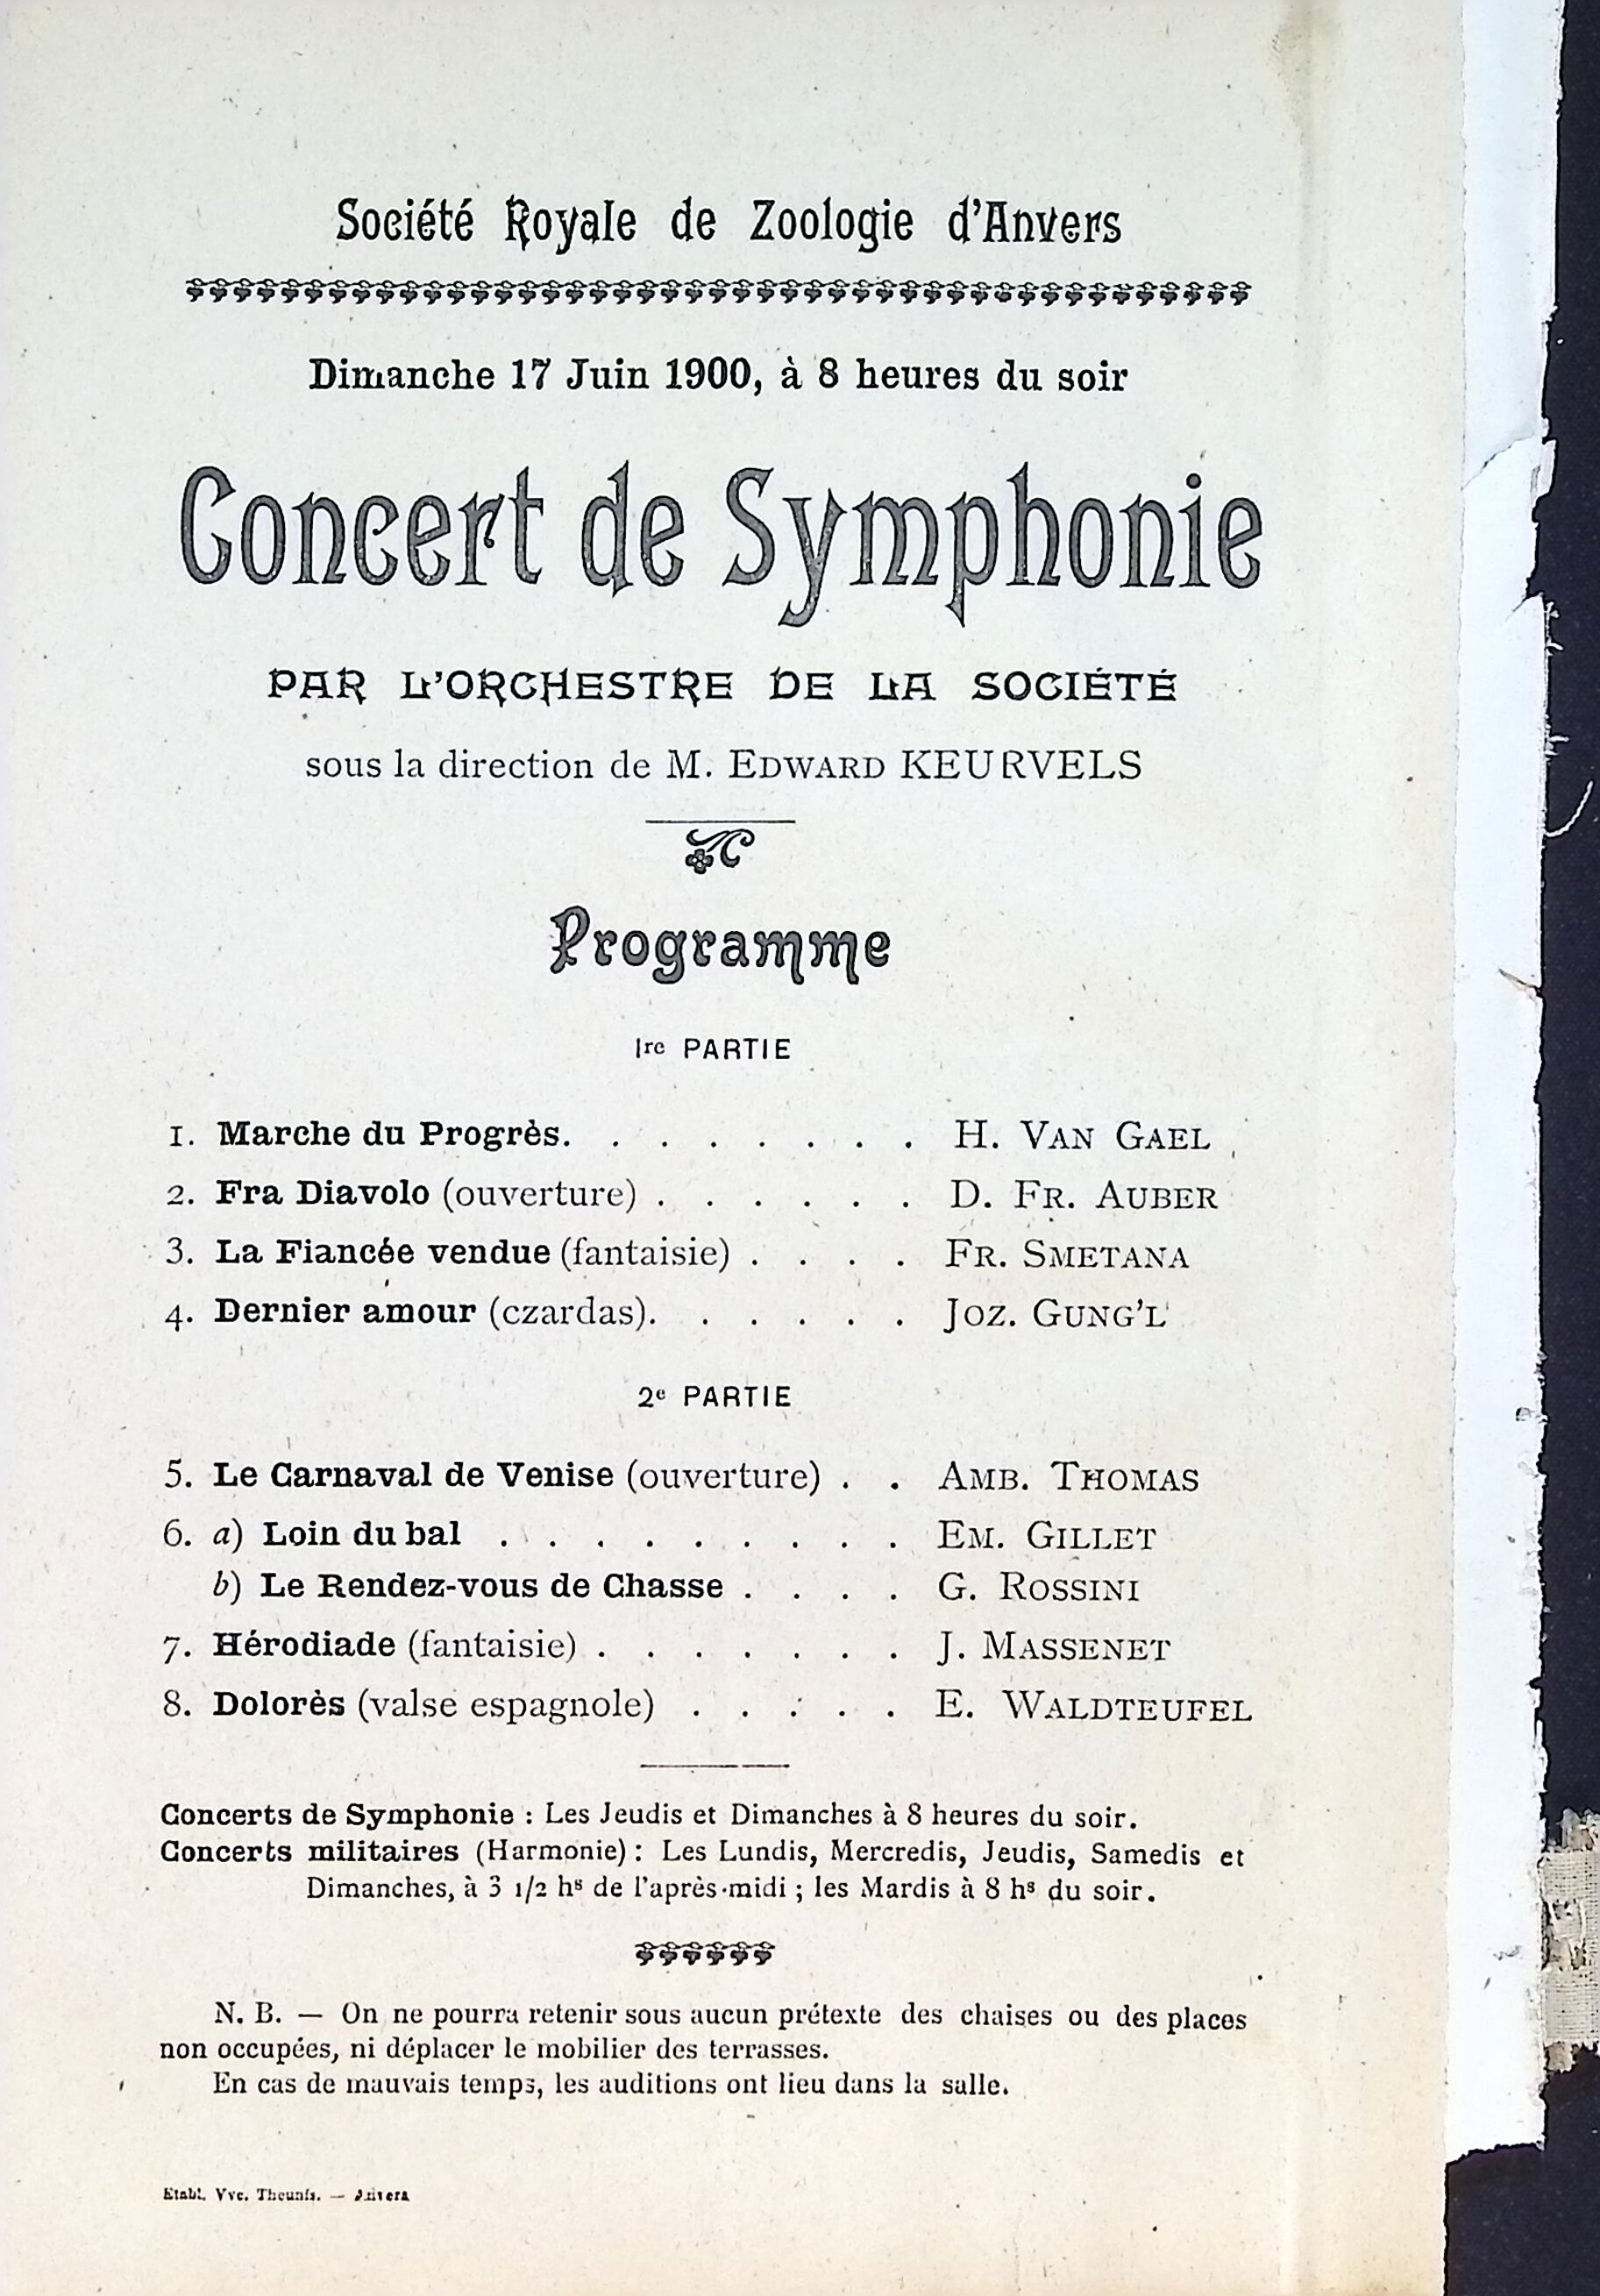 Société Royale de Zoologie d'Anvers
Dimanche 17 Juin 1900, à 8 heures du soir
Concert de Symphonie
PAR L'ORCHESTRE DE LA SOCIÉTÉ
sous la direction de M. EDWARD KEURVELS
Programme
1re PARTIE
1. Marche du Progrès. . . . . . . . H. VAN GAEL
2. Fra Diavolo (ouverture) . . . . . . D. FR. AUBER
3. La Fiancée vendue (fantaisie) . . . . FR. SMETANA
4. Dernier amour (czardas). . . . . . JOZ. GUNG'L
2e PARTIE
5. Le Carnaval de Venise (ouverture) . . AMB. THOMAS
6. a) Loin du bal . . . . . . . . . EM. GILLET
b) Le Rendez-vous de Chasse . . . . G. ROSSINI
7. Hérodiade (fantaisie) . . . . . . . J. MASSENET
8. Dolorès (valse espagnole) . . . . . E. WALDTEUFEL
Concerts de Symphonie : Les Jeudis et Dimanches à 8 heures du soir.
Concerts militaires (Harmonie) : Les Lundis, Mercredis, Jeudis, Samedis et
Dimanches, à 3 1/2 hs de l'après-midi ; les Mardis à 8 hs du soir.
N. B. — On ne pourra retenir sous aucun prétexte des chaises ou des places
non occupées, ni déplacer le mobilier des terrasses.
En cas de mauvais temps, les auditions ont lieu dans la salle.
Etabl. Vve. Theunis. — Anvers